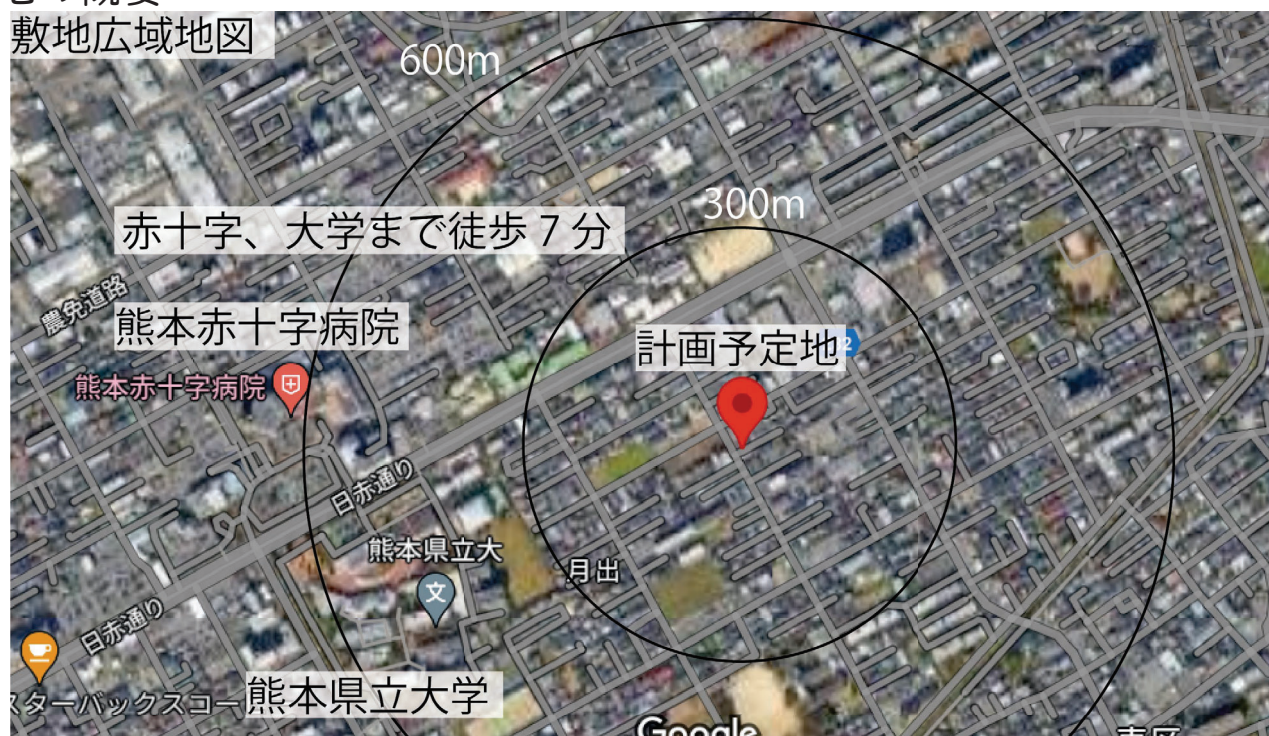 敷地広域地図
600m
300m
赤十字、大学まで徒歩7分
農免道路
熊本赤十字病院
計画予定地
熊本赤十字病院
日赤通り
熊本県立大
月出
日赤通り
スターバックスコー
熊本県立大学
Google
東区